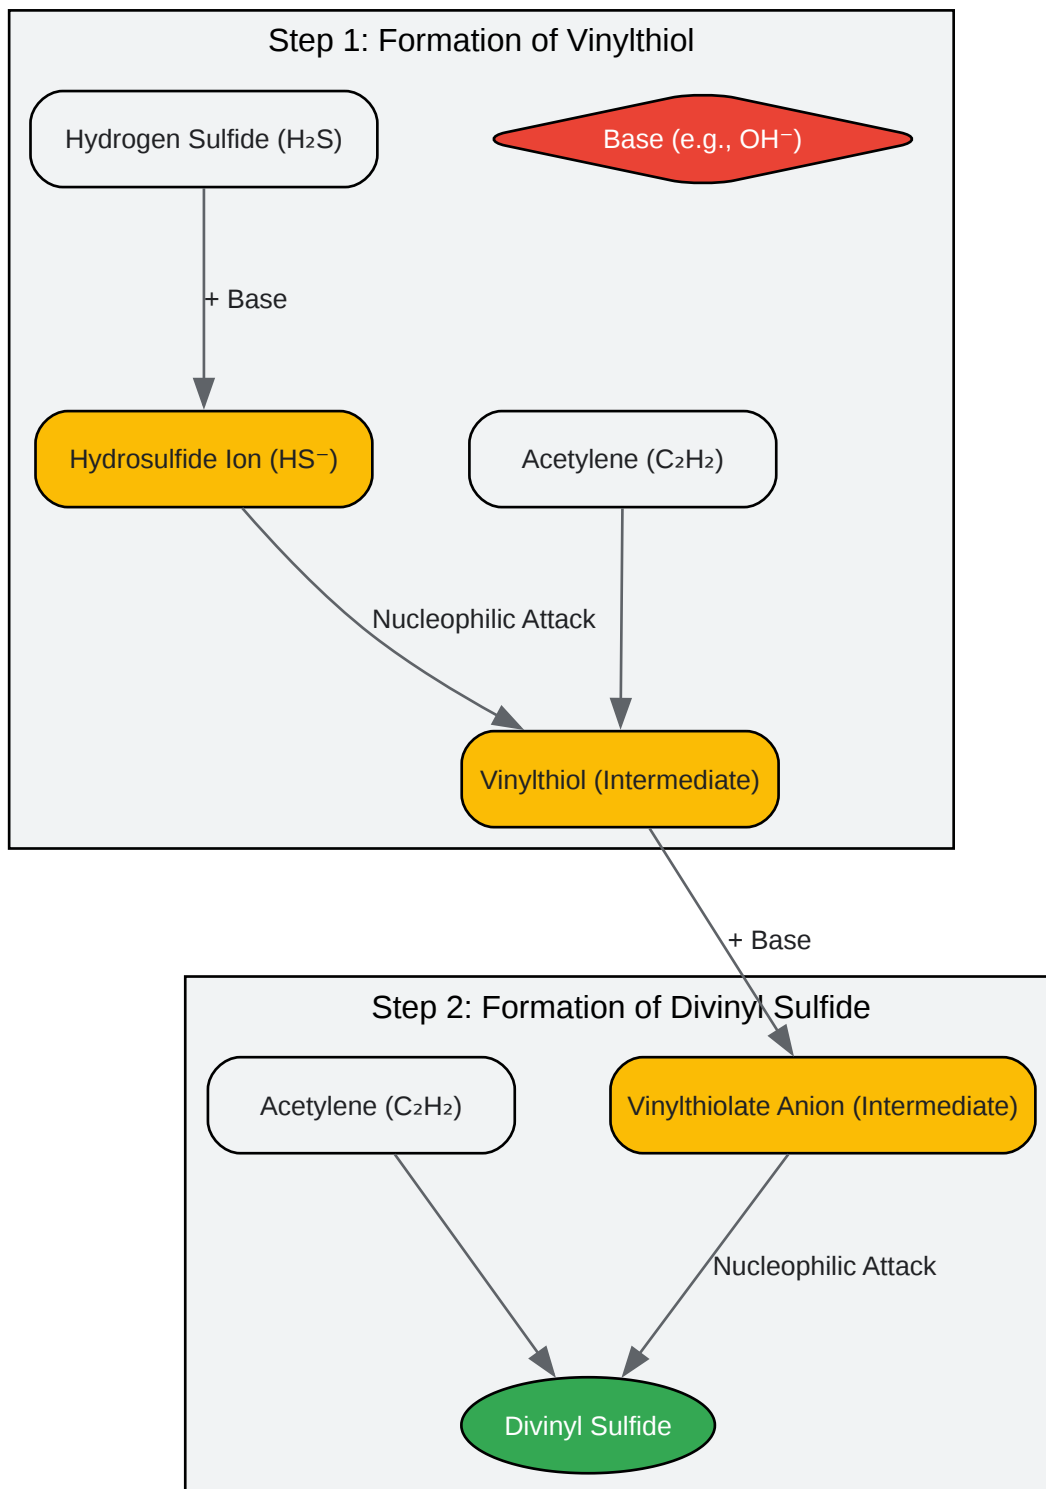 Step 1: Formation of Vinylthiol
Hydrogen Sulfide (H₂S)
Base (e.g., OH⁻)
+ Base
Hydrosulfide Ion (HS⁻)
Acetylene (C₂H₂)
Nucleophilic Attack
Vinylthiol (Intermediate)
+ Base
Step 2: Formation of Divinyl Sulfide
Acetylene (C₂H₂)
Vinylthiolate Anion (Intermediate)
Nucleophilic Attack
Divinyl Sulfide